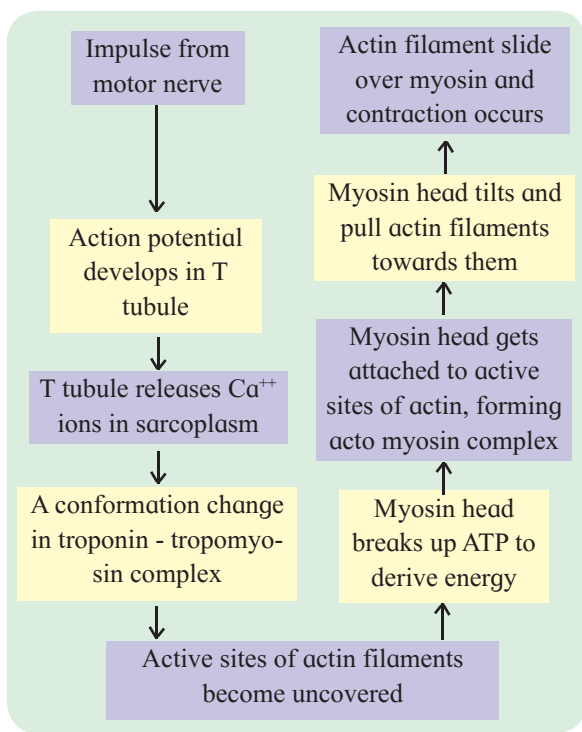 Impulse from
motor nerve
Action potential
develops in T
tubule
T tubule releases Ca⁺⁺
ions in sarcoplasm
A conformation change
in troponin - tropomyo-
sin complex
Active sites of actin filaments
become uncovered
Myosin head
breaks up ATP to
derive energy
Myosin head gets
attached to active
sites of actin, forming
acto myosin complex
Myosin head tilts and
pull actin filaments
towards them
Actin filament slide
over myosin and
contraction occurs